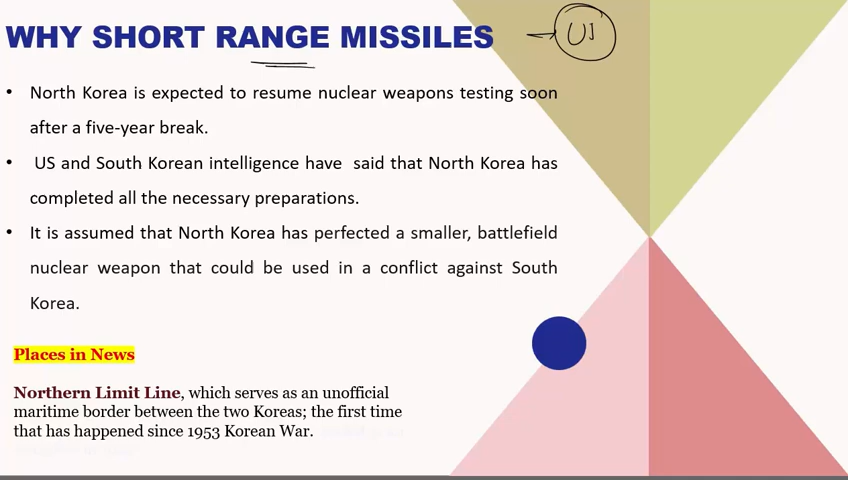 WHY SHORT RANGE MISSILES
• North Korea is expected to resume nuclear weapons testing soon
after a five-year break.
• US and South Korean intelligence have said that North Korea has
completed all the necessary preparations.
• It is assumed that North Korea has perfected a smaller, battlefield
nuclear weapon that could be used in a conflict against South
Korea.
Places in News
Northern Limit Line, which serves as an unofficial
maritime border between the two Koreas; the first time
that has happened since 1953 Korean War.